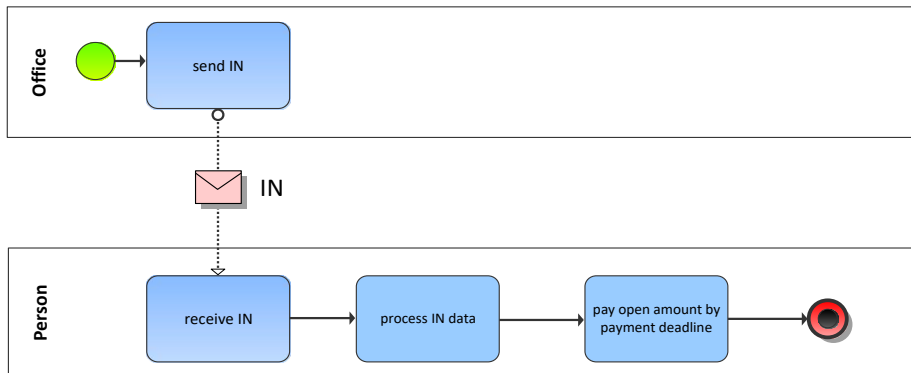 Office
send IN
IN
Person
receive IN
process IN data
pay open amount by
payment deadline